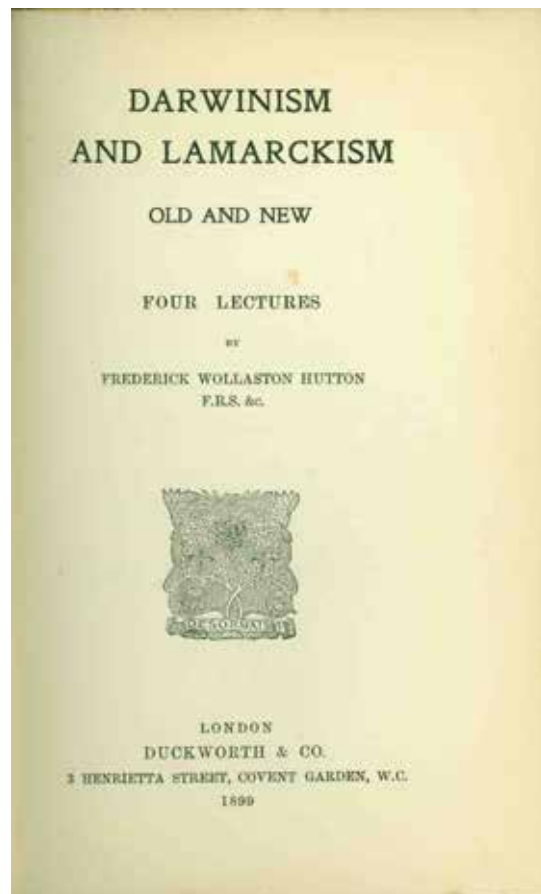 DARWINISM
AND LAMARCKISM
OLD AND NEW
FOUR LECTURES
BY
FREDERICK WOLLASTON HUTTON
F.R.S. &c.
DESORMAIS
LONDON
DUCKWORTH & CO.
3 HENRIETTA STREET, COVENT GARDEN, W.C.
1899